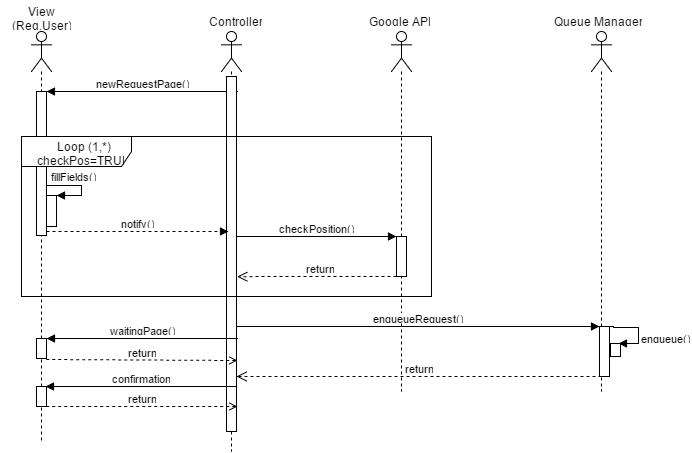 View
(Reg.User)
Controller
Google API
Queue Manager
newRequestPage()
Loop (1,*)
checkPos=TRUE
fillFields()
notify()
checkPosition()
return
enqueueRequest()
waitingPage()
enqueue()
return
return
confirmation
return